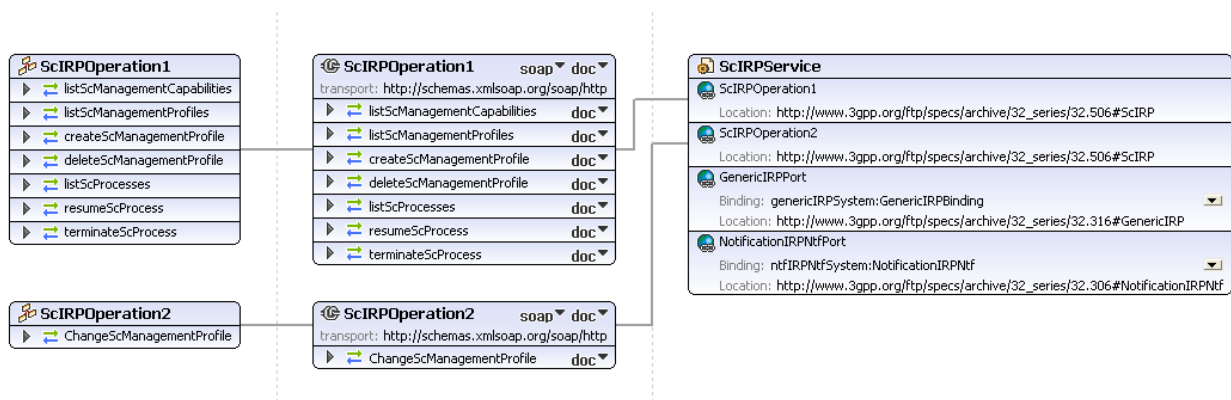 ScIRPOperation1
listScManagementCapabilities
listScManagementProfiles
createScManagementProfile
deleteScManagementProfile
listScProcesses
resumeScProcess
terminateScProcess
ScIRPOperation2
ChangeScManagementProfile
ScIRPOperation1 soap doc
transport: http://schemas.xmlsoap.org/soap/http
listScManagementCapabilities doc
listScManagementProfiles doc
createScManagementProfile doc
deleteScManagementProfile doc
listScProcesses doc
resumeScProcess doc
terminateScProcess doc
ScIRPOperation2 soap doc
transport: http://schemas.xmlsoap.org/soap/http
ChangeScManagementProfile doc
ScIRPService
ScIRPOperation1
Location: http://www.3gpp.org/ftp/specs/archive/32_series/32.506#ScIRP
ScIRPOperation2
Location: http://www.3gpp.org/ftp/specs/archive/32_series/32.506#ScIRP
GenericIRPPort
Binding: genericIRPSystem:GenericIRPBinding
Location: http://www.3gpp.org/ftp/specs/archive/32_series/32.316#GenericIRP
NotificationIRPNtfPort
Binding: ntfIRPNtfSystem:NotificationIRPNtf
Location: http://www.3gpp.org/ftp/specs/archive/32_series/32.306#NotificationIRPNtf